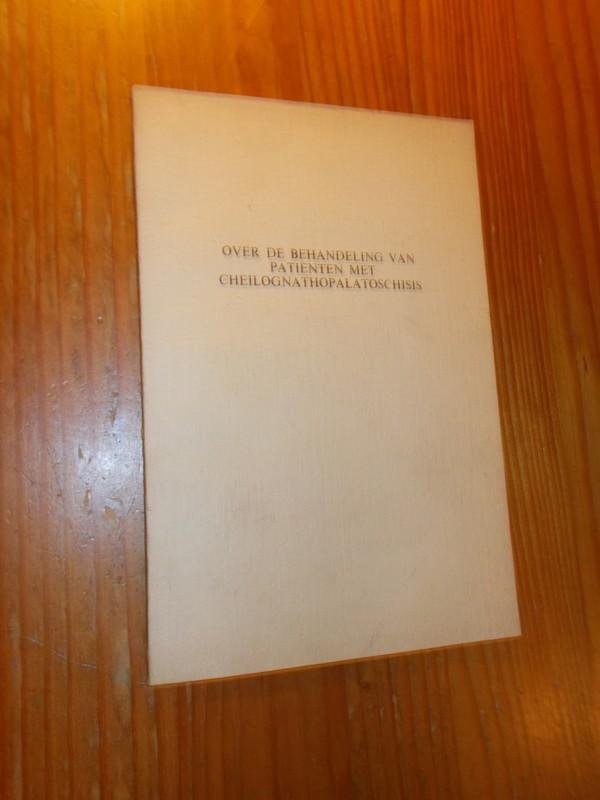 OVER DE BEHANDELING VAN
PATIENTEN MET
CHEILOGNATHOPALATOSCHISIS